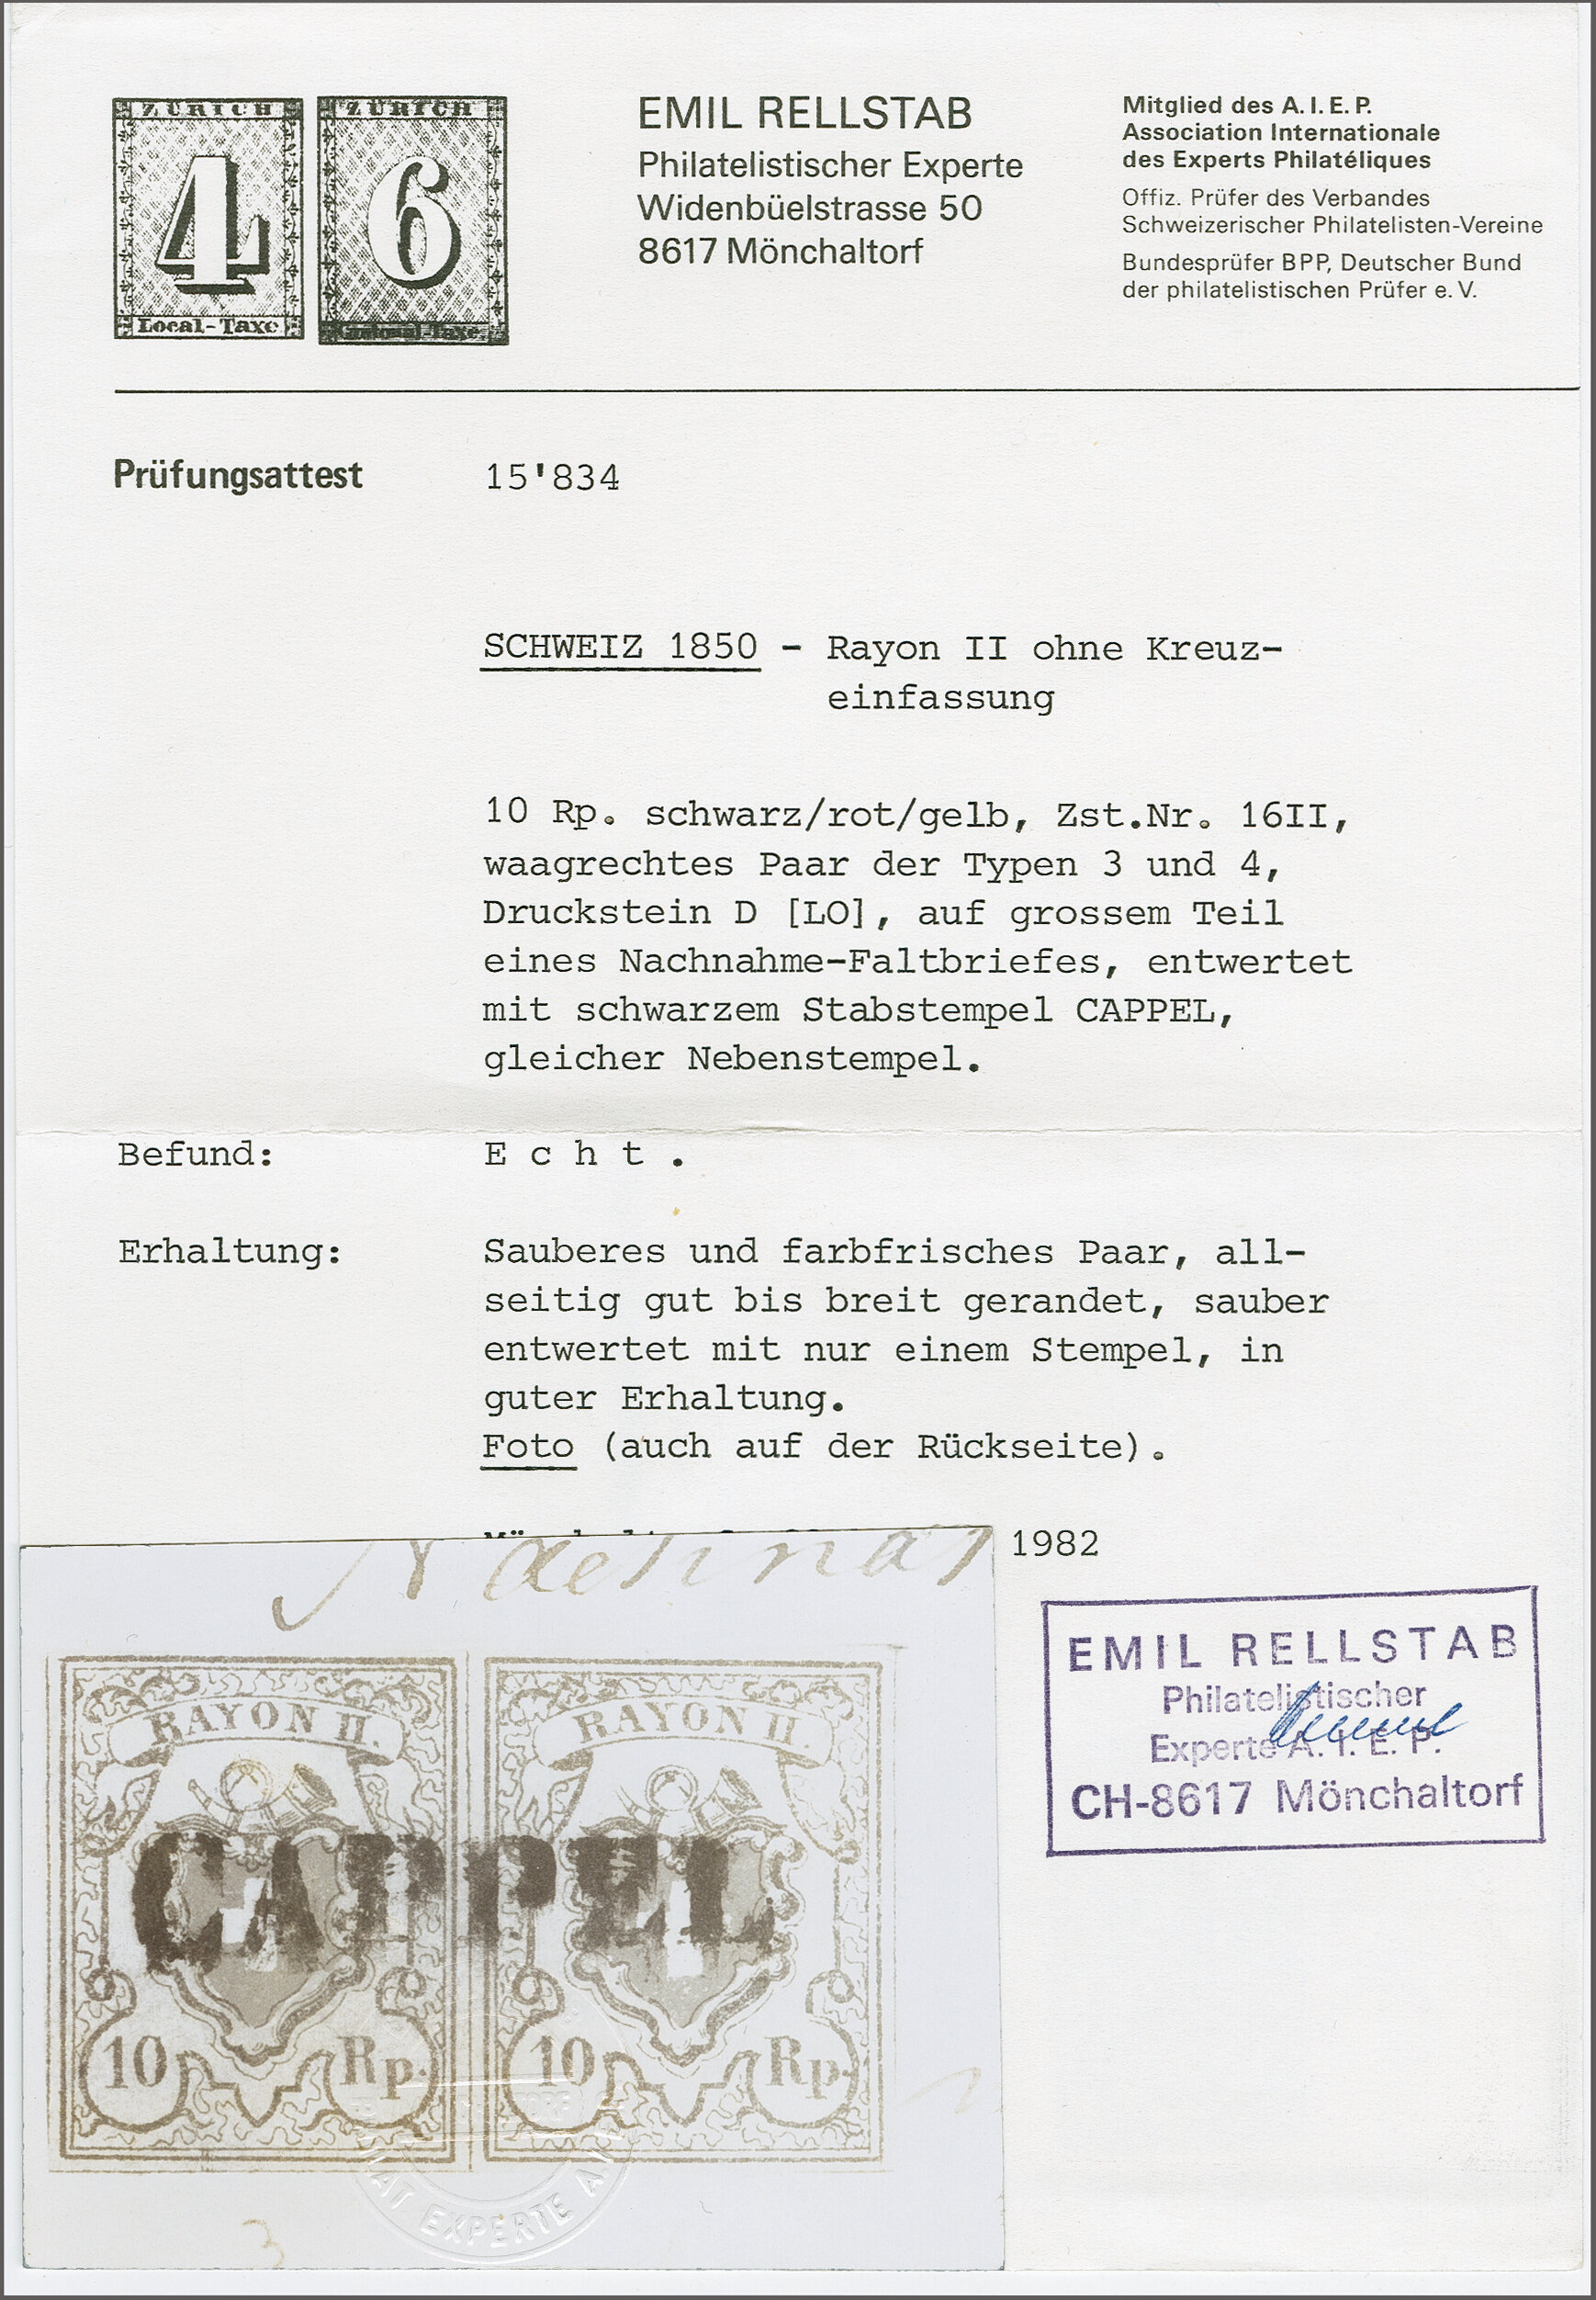 ZÜRICH
4
Local-Taxe
ZÜRICH
6
Cantonal-Taxe
EMIL RELLSTAB
Philatelistischer Experte
Widenbüelstrasse 50
8617 Mönchaltorf
Mitglied des A.I.E.P.
Association Internationale
des Experts Philatéliques
Offiz. Prüfer des Verbandes
Schweizerischer Philatelisten-Vereine
Bundesprüfer BPP, Deutscher Bund
der philatelistischen Prüfer e.V.
Prüfungsattest 15'834
SCHWEIZ 1850 - Rayon II ohne Kreuz-
einfassung
10 Rp. schwarz/rot/gelb, Zst.Nr. 16II,
waagrechtes Paar der Typen 3 und 4,
Druckstein D [LO], auf grossem Teil
eines Nachnahme-Faltbriefes, entwertet
mit schwarzem Stabstempel CAPPEL,
gleicher Nebenstempel.
Befund: E c h t .
Erhaltung: Sauberes und farbfrisches Paar, all-
seitig gut bis breit gerandet, sauber
entwertet mit nur einem Stempel, in
guter Erhaltung.
Foto (auch auf der Rückseite).
1982
RAYON II. RAYON II.
CAPPEL
10 Rp. 10 Rp.
EXPERTE
3
EMIL RELLSTAB
Philatelistischer
Experte A. I. E. P.
CH-8617 Mönchaltorf